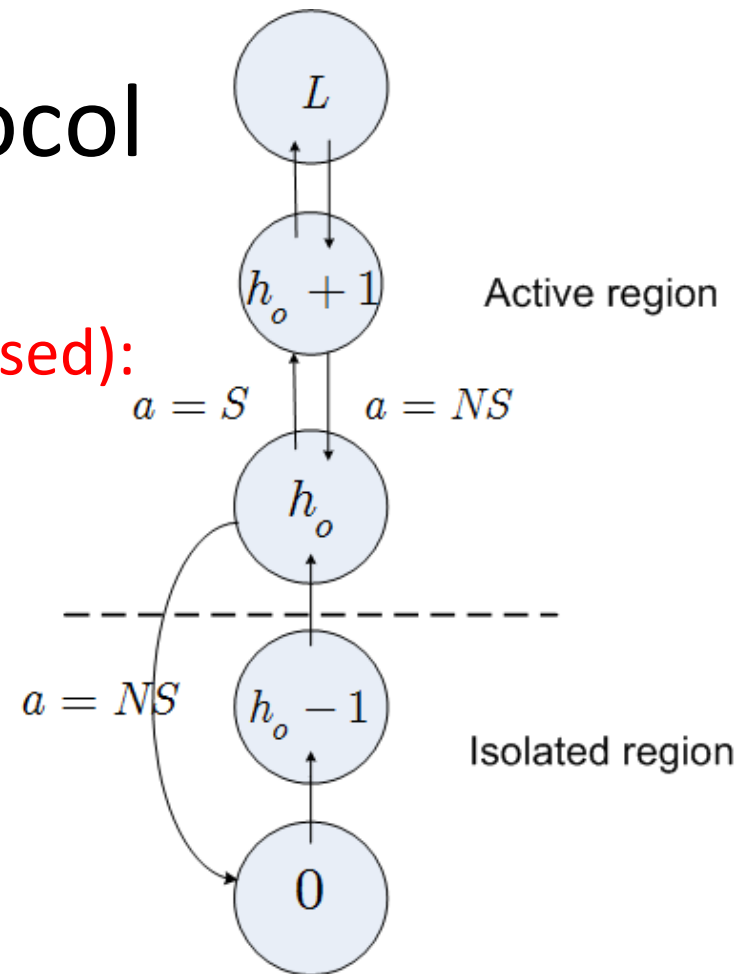 ocol
L
h_o + 1
Active region
sed):
a = S
a = NS
h_o
a = NS
h_o − 1
Isolated region
0